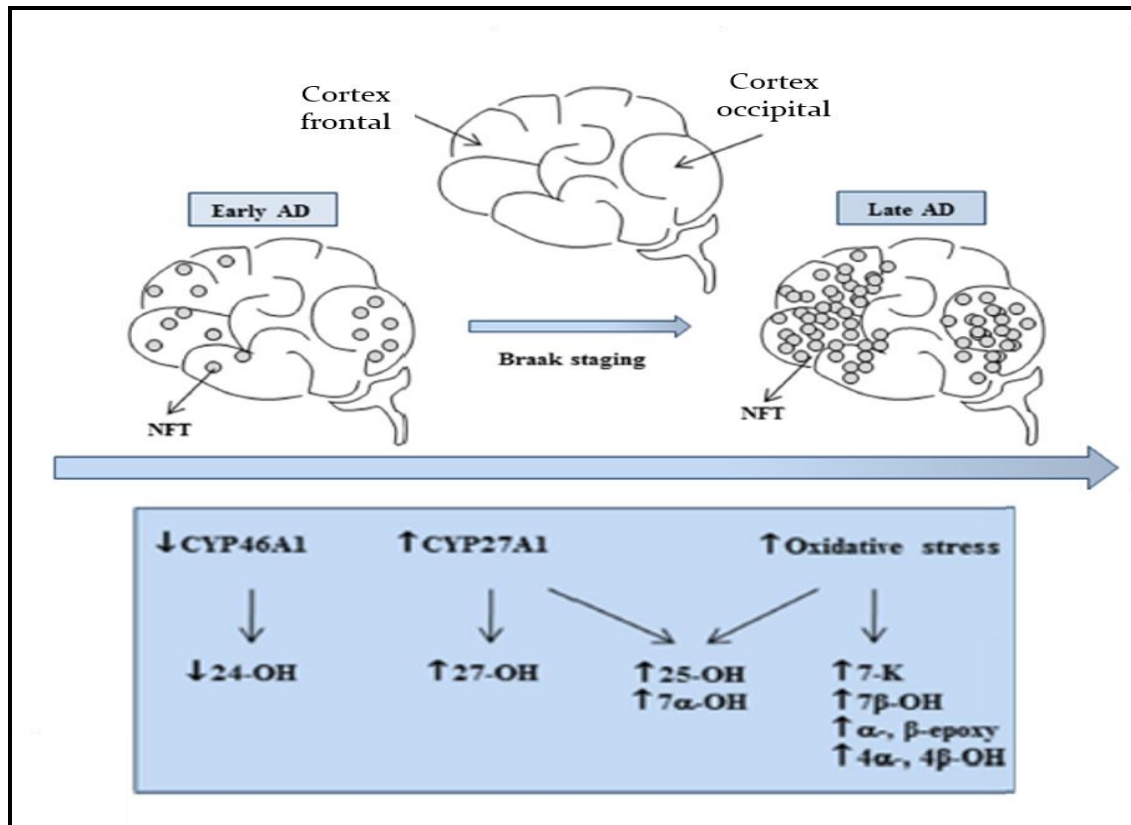 Cortex
frontal
Cortex
occipital
Early AD
Late AD
Braak staging
NFT
NFT
↓CYP46A1 ↑CYP27A1 ↑Oxidative stress
↓24-OH ↑27-OH ↑25-OH ↑7-K
↑7α-OH ↑7β-OH
↑α-, β-epoxy
↑4α-, 4β-OH